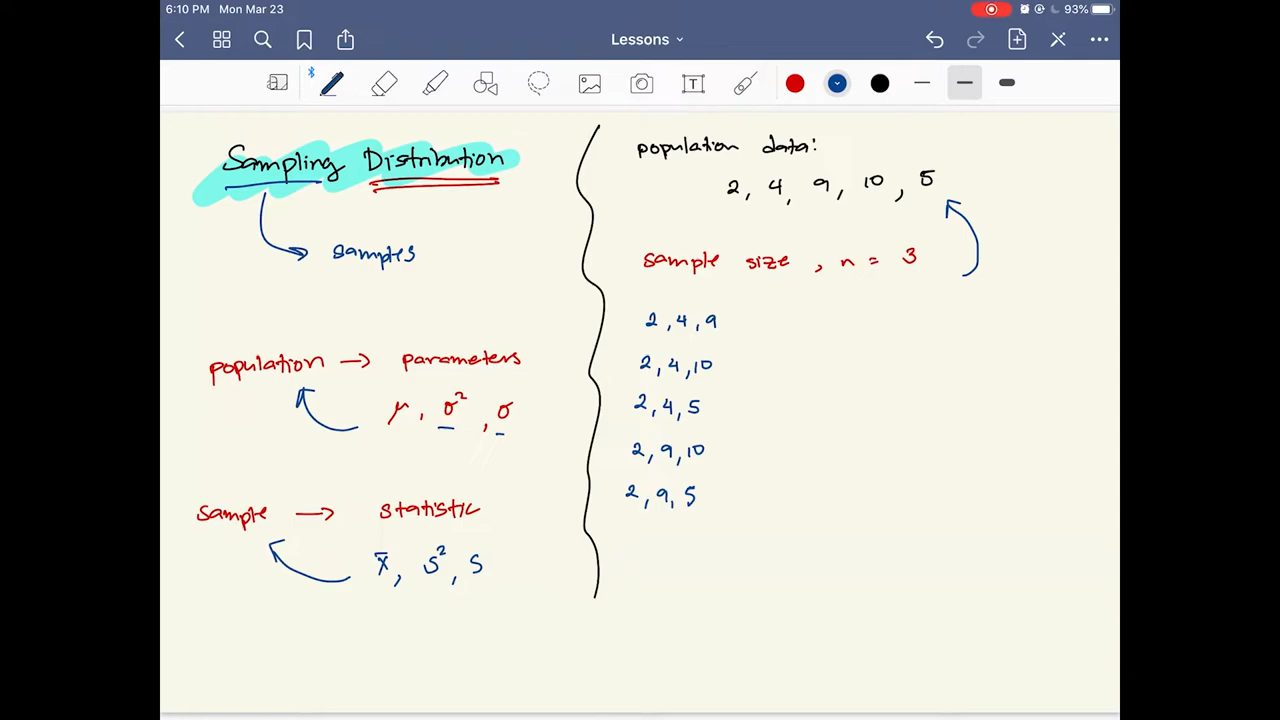 6:10 PM Mon Mar 23
93%
Lessons
T
Sampling Distribution
samples
population → parameters
μ, σ², σ
sample → statistic
x̄, s², s
population data:
2, 4, 9, 10, 5
sample size, n = 3
2, 4, 9
2, 4, 10
2, 4, 5
2, 9, 10
2, 9, 5